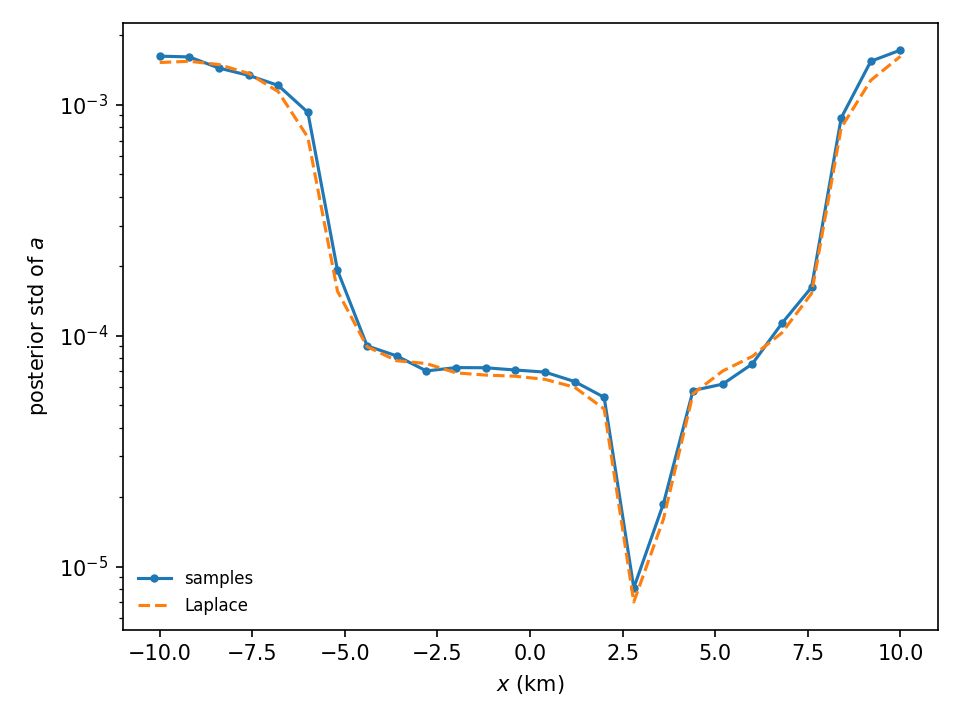 10⁻³
10⁻⁴
10⁻⁵
posterior std of a
samples
Laplace
−10.0 −7.5 −5.0 −2.5 0.0 2.5 5.0 7.5 10.0
x (km)